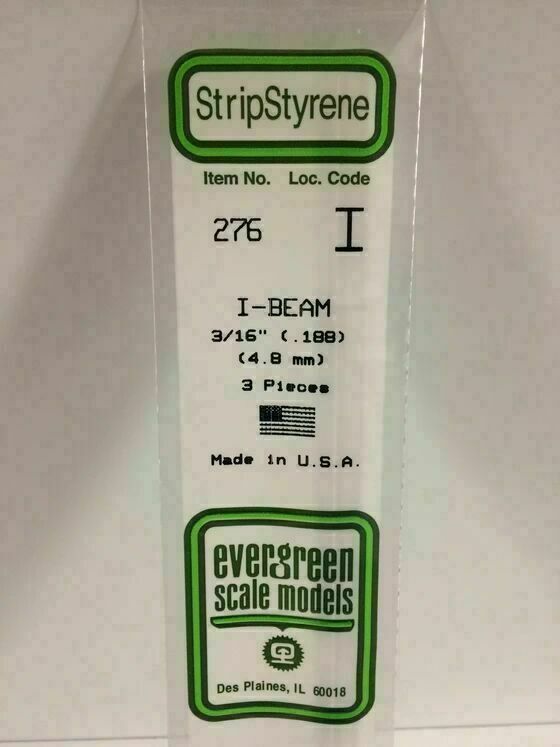 StripStyrene
Item No. Loc. Code
276 I
I-BEAM
3/16" (.188)
(4.8 mm)
3 Pieces
Made in U.S.A.
evergreen
scale models
Des Plaines, IL 60018